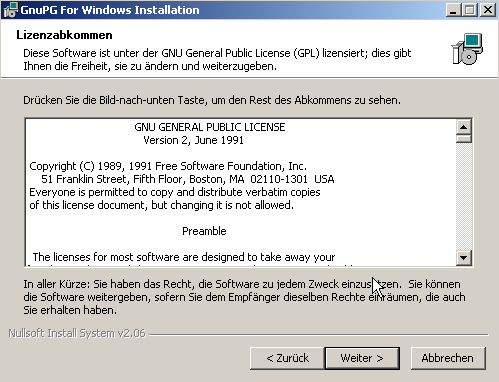 GnuPG For Windows Installation
Lizenzabkommen
Diese Software ist unter der GNU General Public License (GPL) lizensiert; dies gibt
Ihnen die Freiheit, sie zu ändern und weiterzugeben.
Drücken Sie die Bild-nach-unten Taste, um den Rest des Abkommens zu sehen.
GNU GENERAL PUBLIC LICENSE
Version 2, June 1991
Copyright (C) 1989, 1991 Free Software Foundation, Inc.
51 Franklin Street, Fifth Floor, Boston, MA  02110-1301  USA
Everyone is permitted to copy and distribute verbatim copies
of this license document, but changing it is not allowed.
Preamble
The licenses for most software are designed to take away your
In aller Kürze: Sie haben das Recht, die Software zu jedem Zweck einzusetzen.  Sie können
die Software weitergeben, sofern Sie dem Empfänger dieselben Rechte einräumen, die auch
Sie erhalten haben.
Nullsoft Install System v2.06
< Zurück
Weiter >
Abbrechen